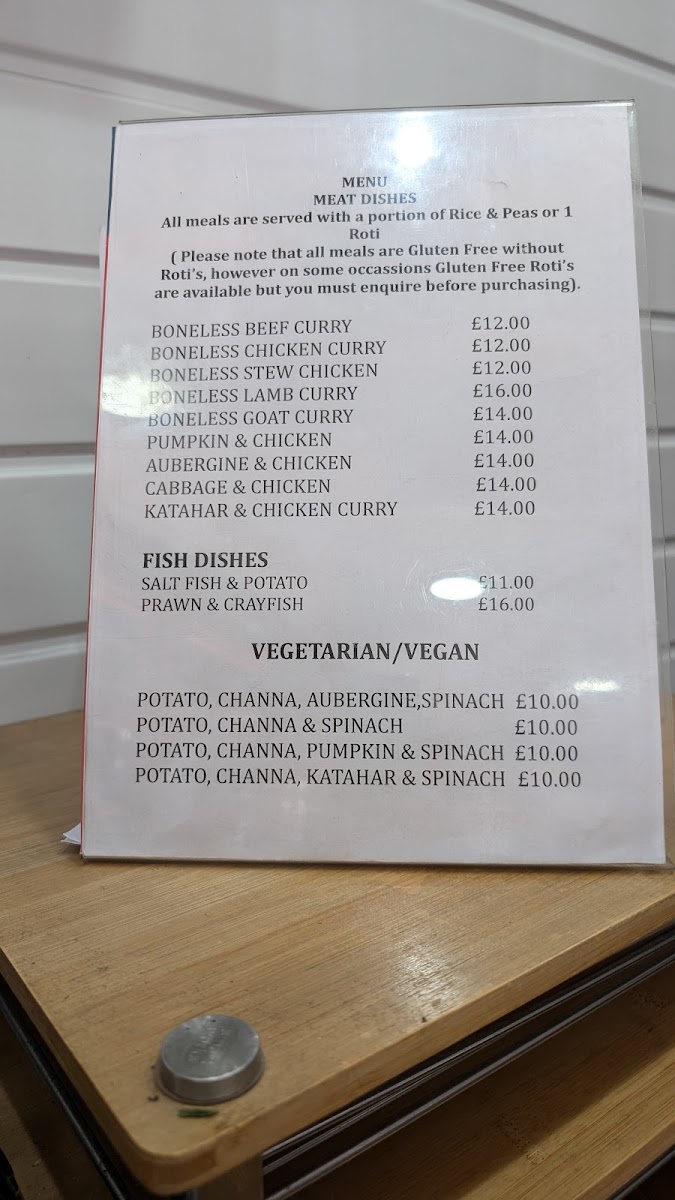 MENU
MEAT DISHES
All meals are served with a portion of Rice & Peas or 1
Roti
( Please note that all meals are Gluten Free without
Roti's, however on some occassions Gluten Free Roti's
are available but you must enquire before purchasing).
BONELESS BEEF CURRY £12.00
BONELESS CHICKEN CURRY £12.00
BONELESS STEW CHICKEN £12.00
BONELESS LAMB CURRY £16.00
BONELESS GOAT CURRY £14.00
PUMPKIN & CHICKEN £14.00
AUBERGINE & CHICKEN £14.00
CABBAGE & CHICKEN £14.00
KATAHAR & CHICKEN CURRY £14.00
FISH DISHES
SALT FISH & POTATO £11.00
PRAWN & CRAYFISH £16.00
VEGETARIAN/VEGAN
POTATO, CHANNA, AUBERGINE,SPINACH £10.00
POTATO, CHANNA & SPINACH £10.00
POTATO, CHANNA, PUMPKIN & SPINACH £10.00
POTATO, CHANNA, KATAHAR & SPINACH £10.00